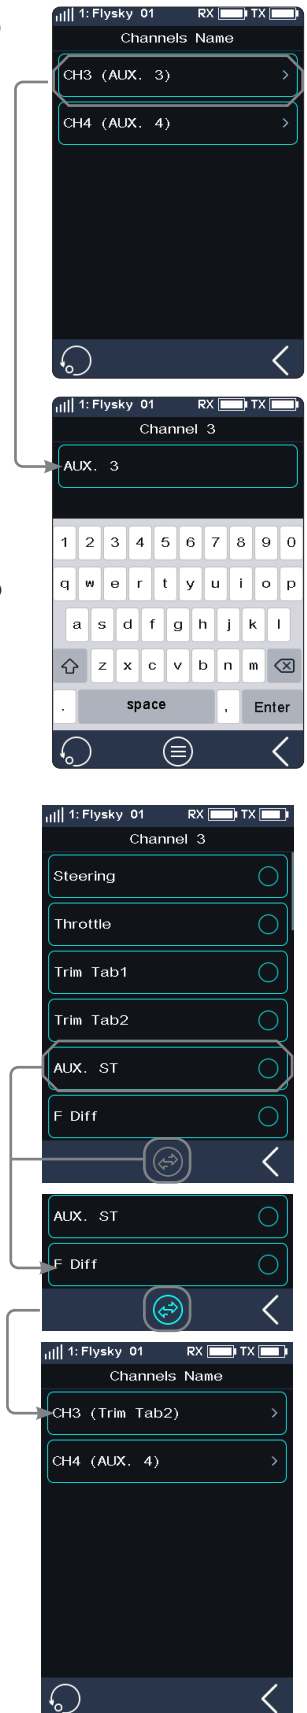 1: Flysky 01 RX TX
Channels Name
CH3 (AUX. 3)
CH4 (AUX. 4)
1: Flysky 01 RX TX
Channel 3
AUX. 3
1 2 3 4 5 6 7 8 9 0
q w e r t y u i o p
a s d f g h j k l
z x c v b n m
. space , Enter
1: Flysky 01 RX TX
Channel 3
Steering
Throttle
Trim Tab1
Trim Tab2
AUX. ST
F Diff
AUX. ST
F Diff
1: Flysky 01 RX TX
Channels Name
CH3 (Trim Tab2)
CH4 (AUX. 4)